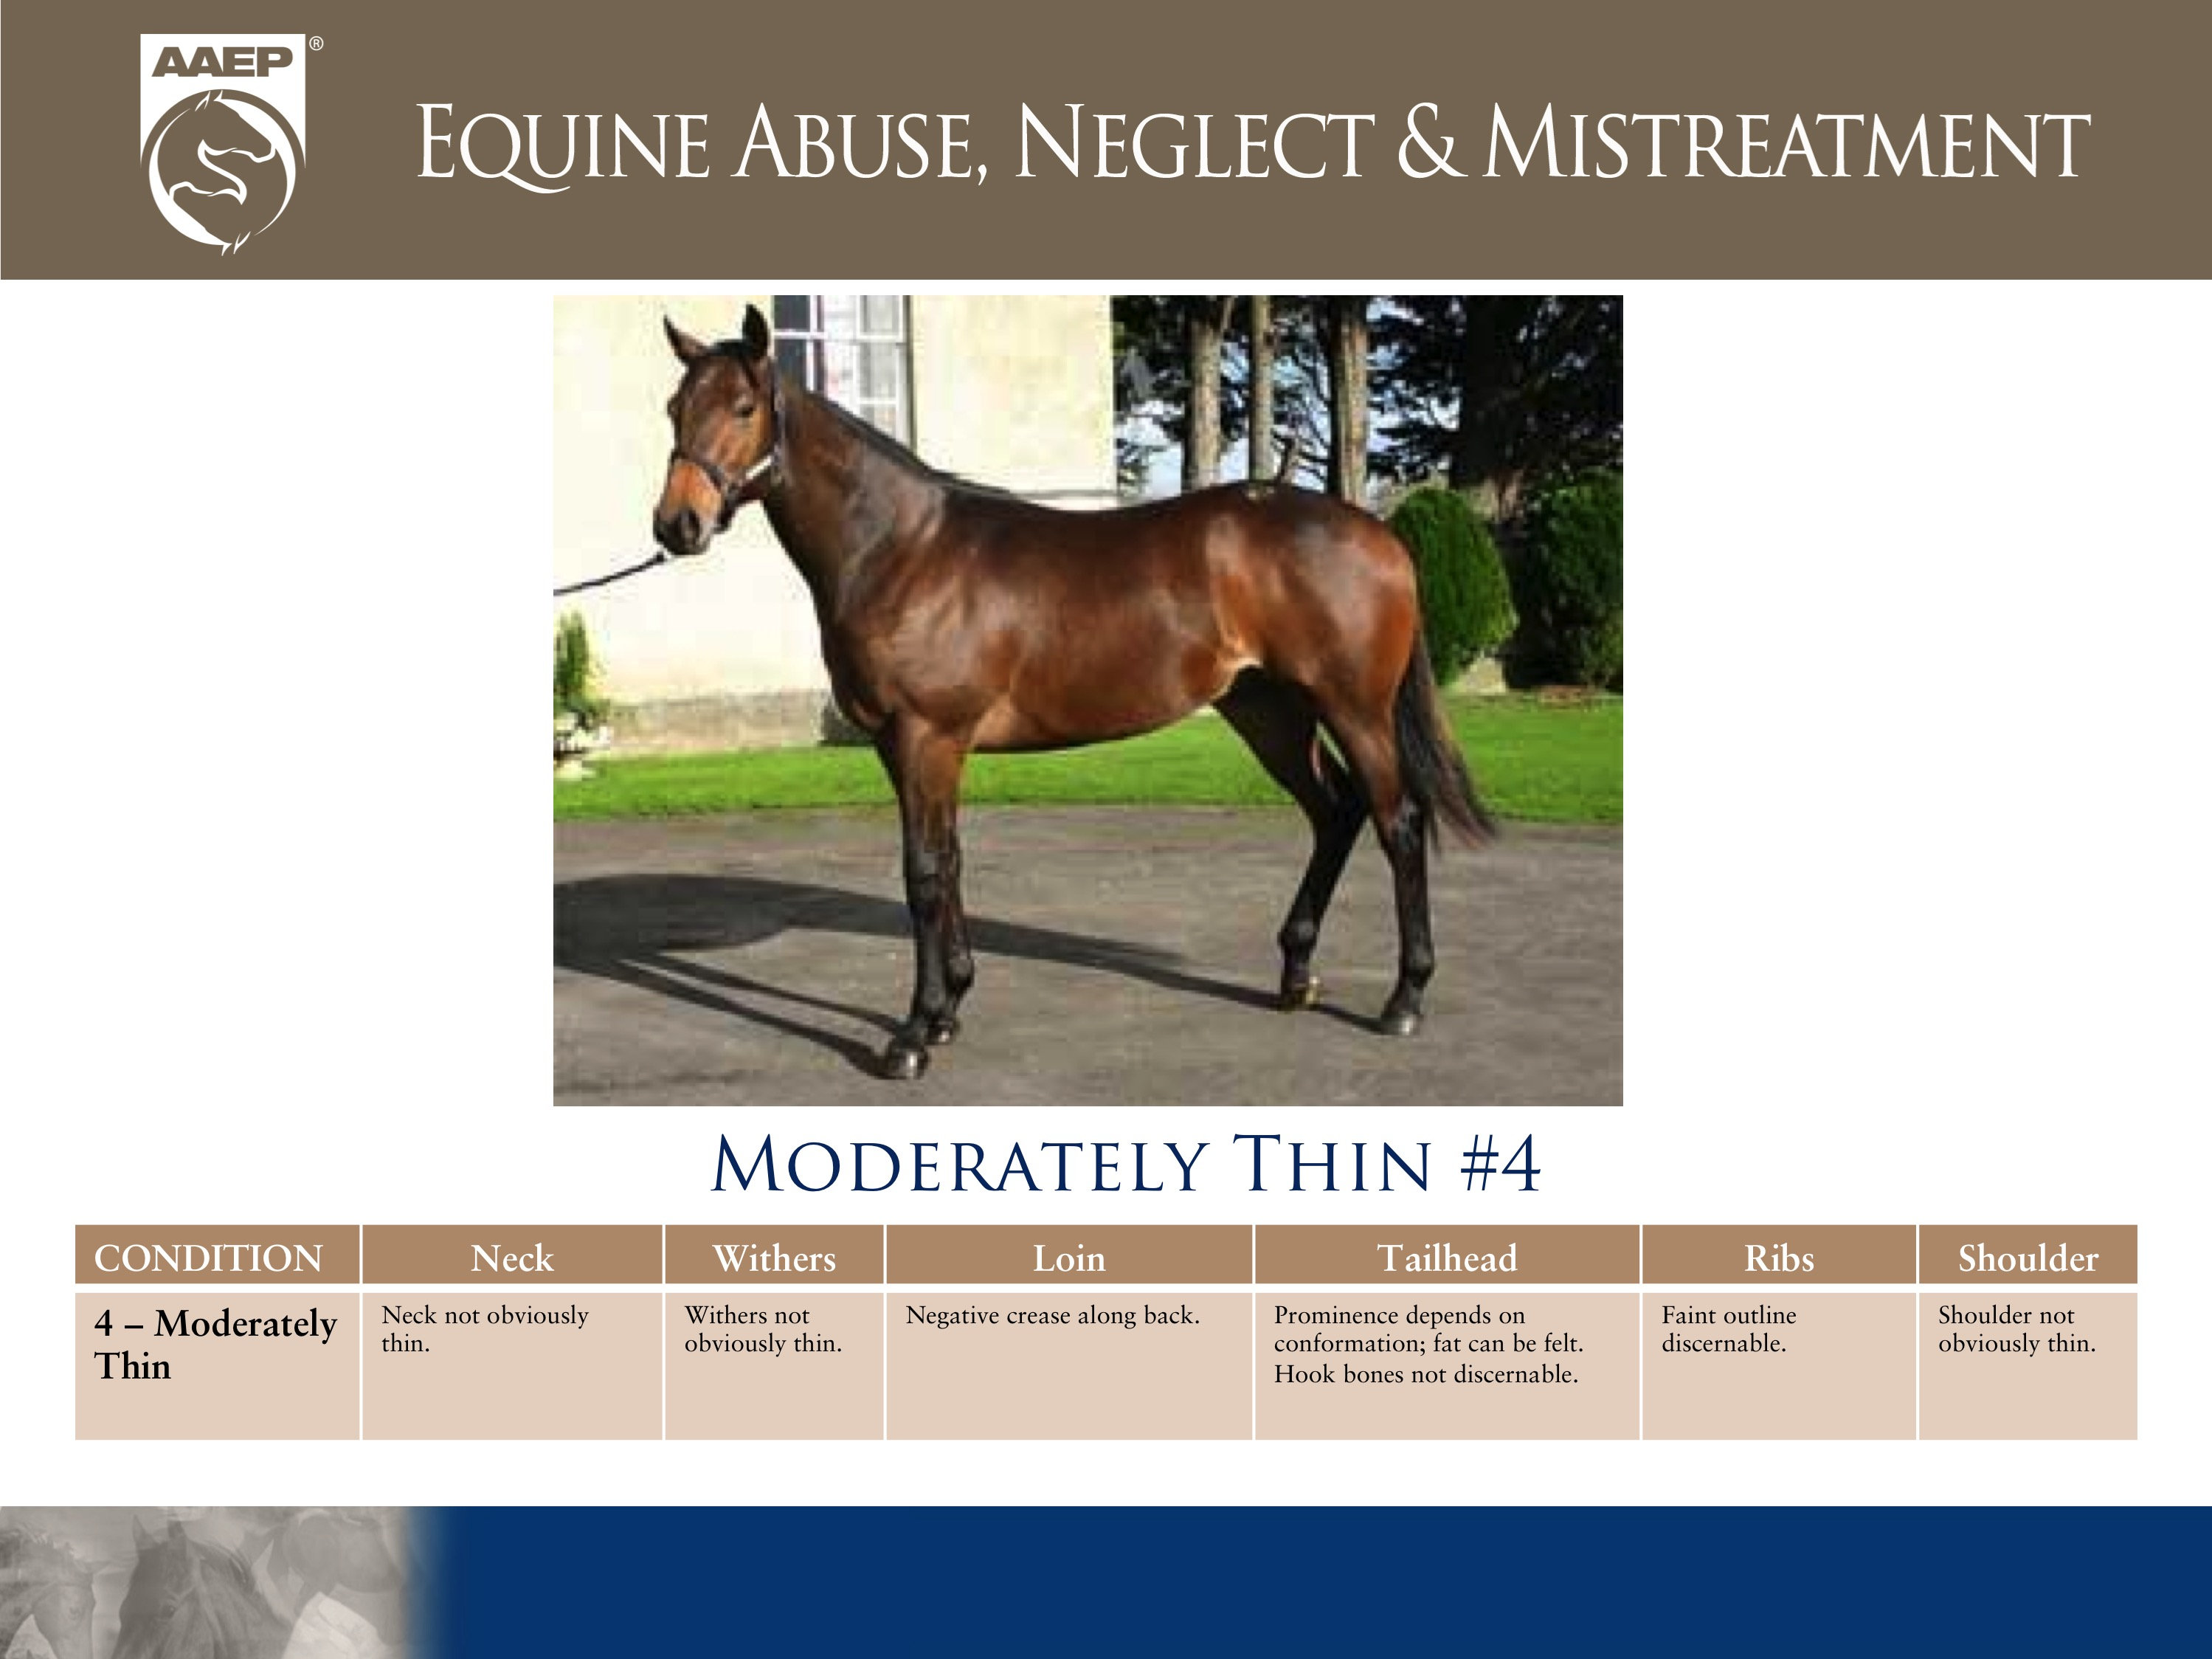 AAEP®
EQUINE ABUSE, NEGLECT & MISTREATMENT
MODERATELY THIN #4
CONDITION Neck Withers Loin Tailhead Ribs Shoulder
4 – Moderately
Thin
Neck not obviously
thin.
Withers not
obviously thin.
Negative crease along back.
Prominence depends on
conformation; fat can be felt.
Hook bones not discernable.
Faint outline
discernable.
Shoulder not
obviously thin.